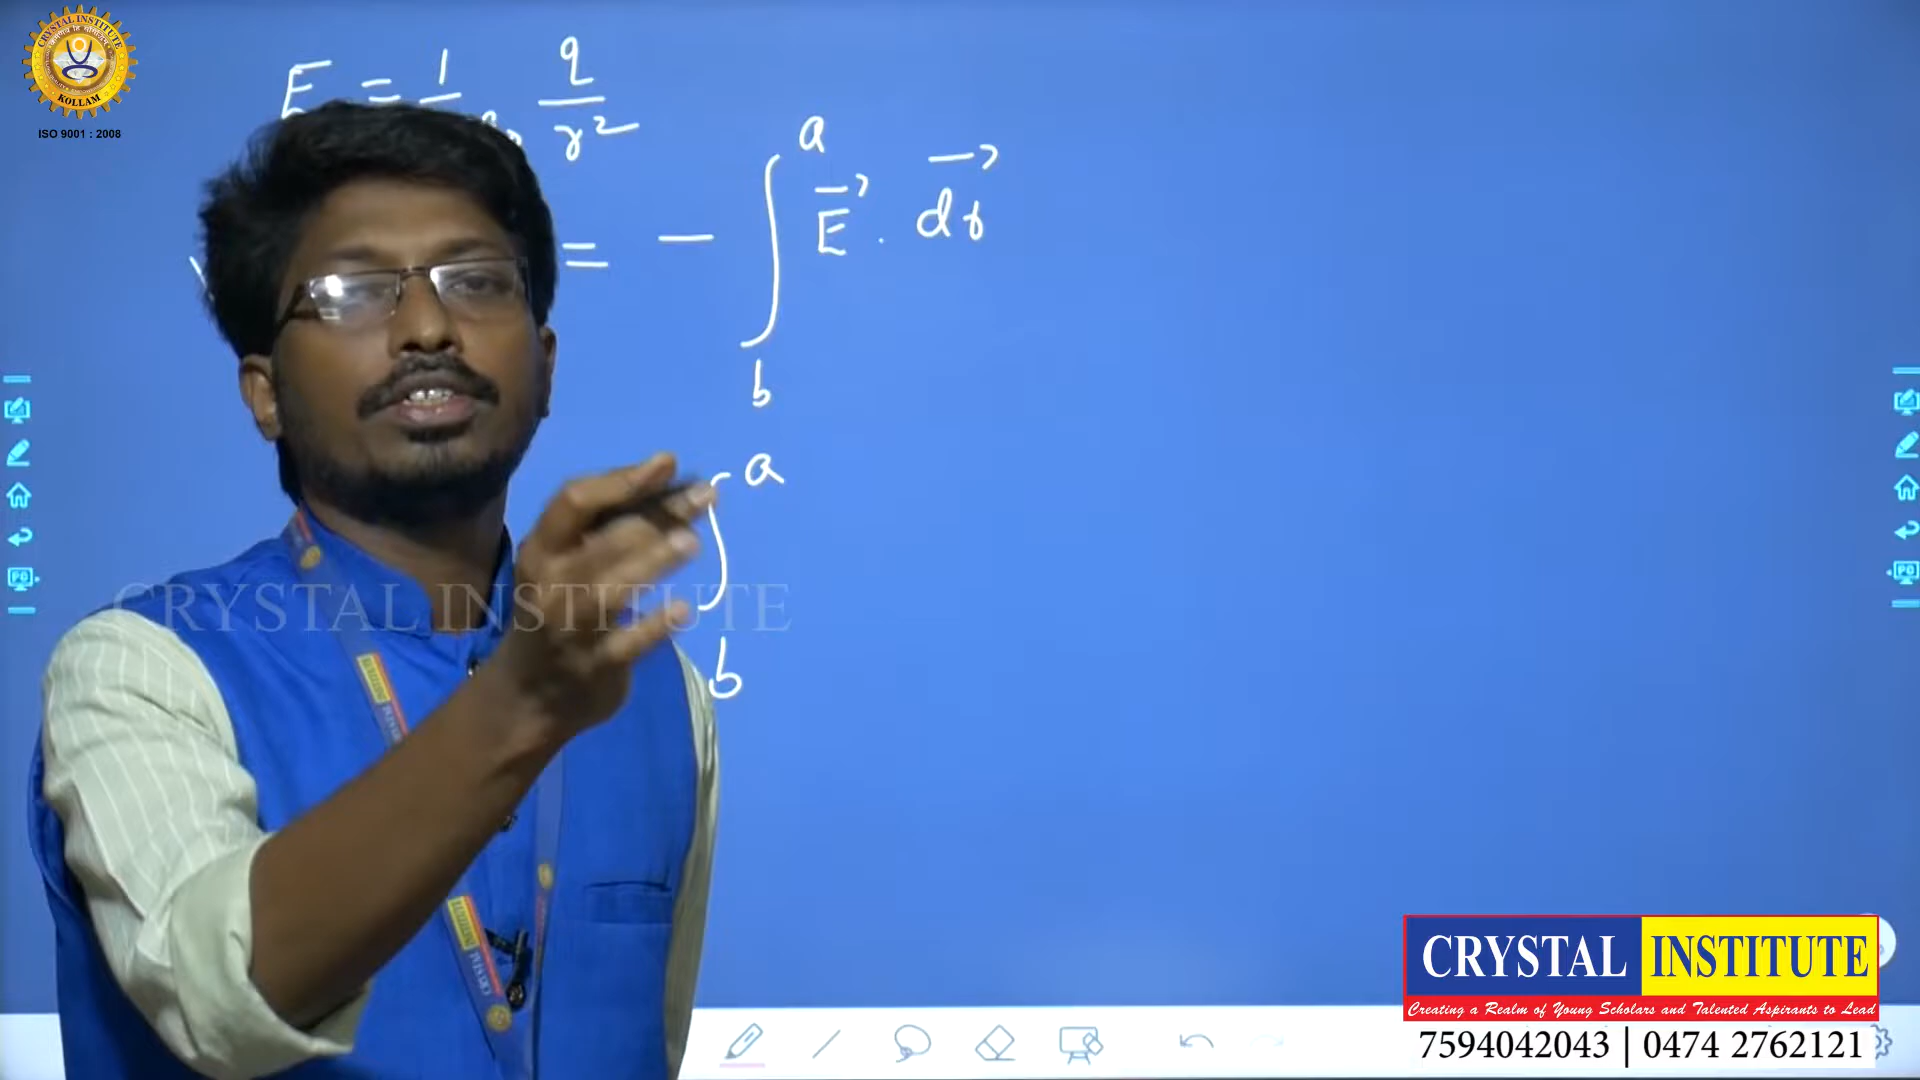 CRYSTAL INSTITUTE
KOLLAM
ISO 9001 : 2008
E = 1 q
r²
= - ∫ a E . dr
b
∫ a
b
CRYSTAL INSTITUTE
CRYSTAL INSTITUTE
Creating a Realm of Young Scholars and Talented Aspirants to Lead
7594042043 | 0474 2762121